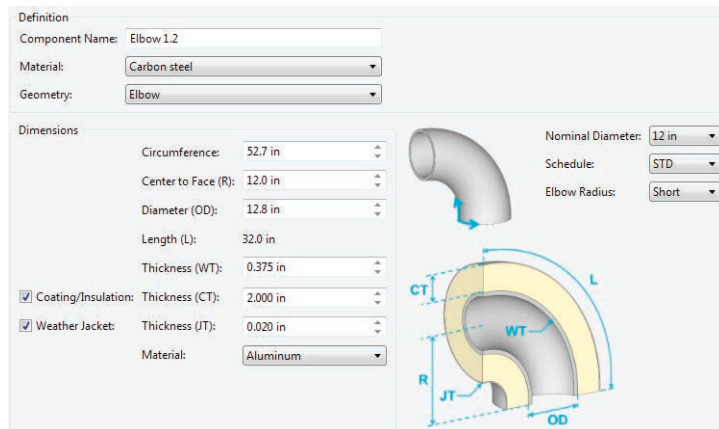 Definition
Component Name: Elbow 1.2
Material: Carbon steel
Geometry: Elbow
Dimensions
Circumference: 52.7 in
Center to Face (R): 12.0 in
Diameter (OD): 12.8 in
Length (L): 32.0 in
Thickness (WT): 0.375 in
Coating/Insulation: Thickness (CT): 2.000 in
Weather Jacket: Thickness (JT): 0.020 in
Material: Aluminum
Nominal Diameter: 12 in
Schedule: STD
Elbow Radius: Short
L
CT
WT
R
JT
OD